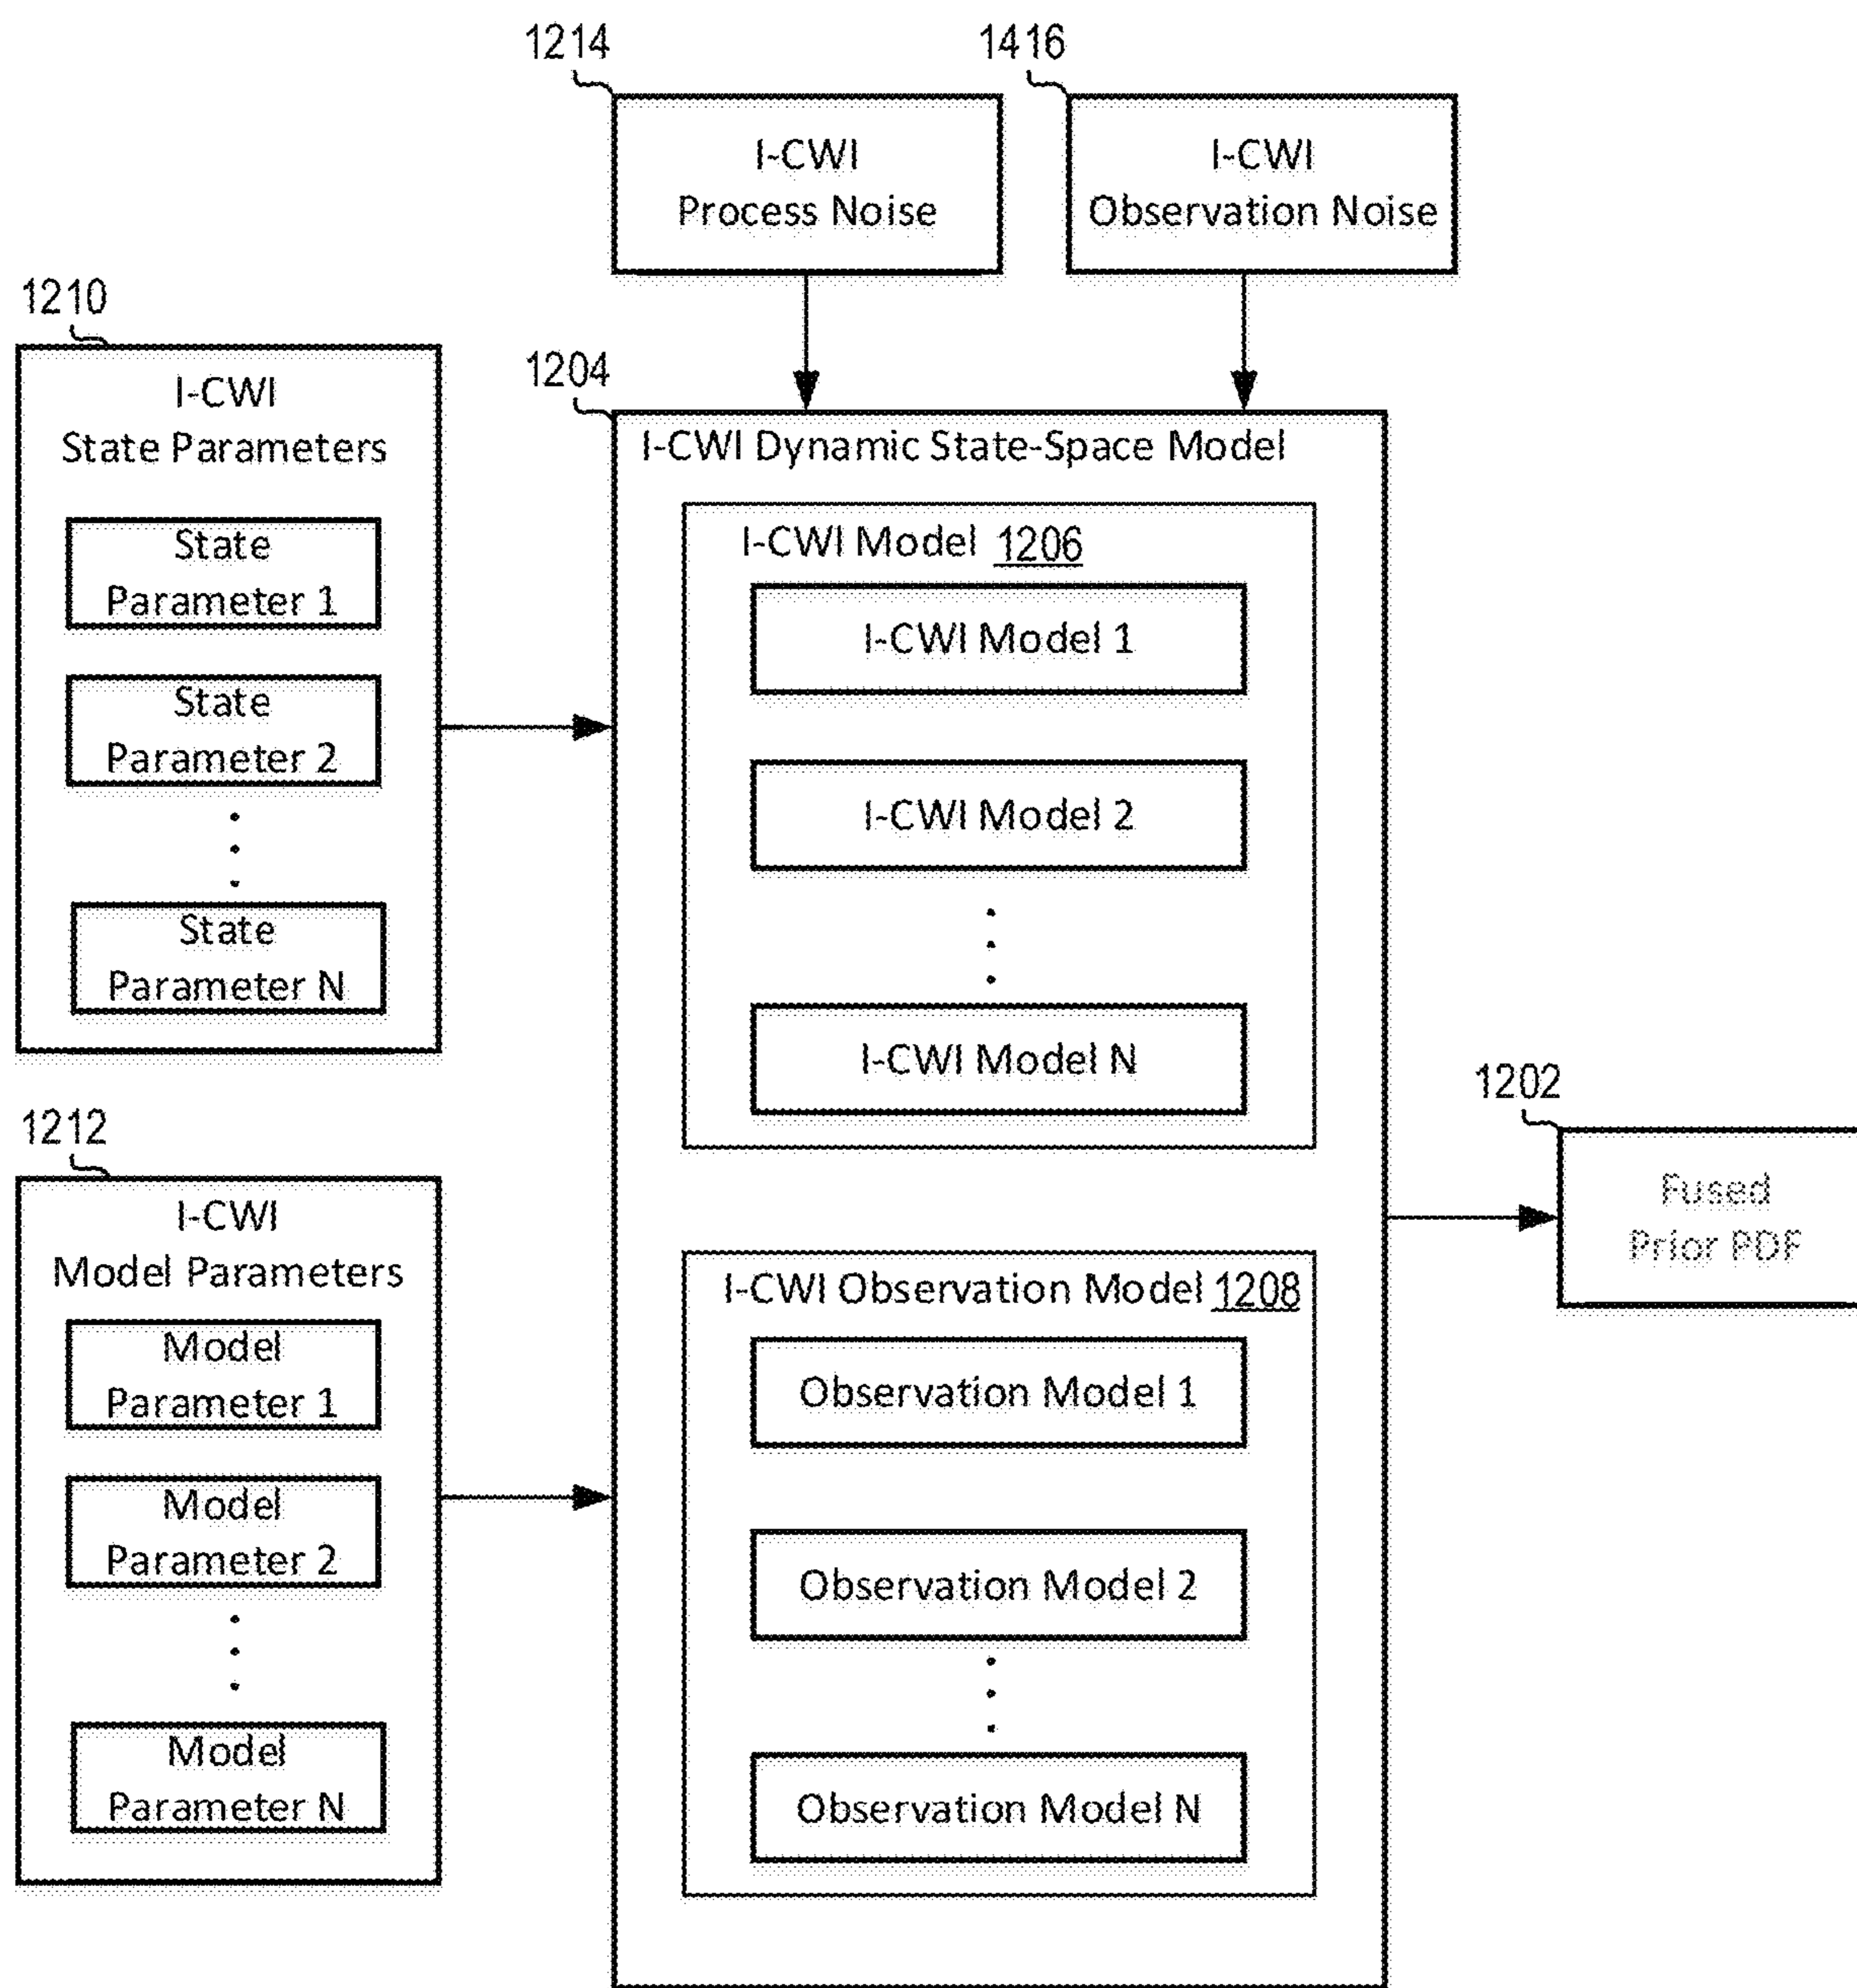 1214
1416
I-CWI
Process Noise
I-CWI
Observation Noise
1210
I-CWI
State Parameters
State
Parameter 1
State
Parameter 2
State
Parameter N
1204
I-CWI Dynamic State-Space Model
I-CWI Model 1206
I-CWI Model 1
I-CWI Model 2
I-CWI Model N
1212
I-CWI
Model Parameters
Model
Parameter 1
Model
Parameter 2
Model
Parameter N
I-CWI Observation Model 1208
Observation Model 1
Observation Model 2
Observation Model N
1202
Fused
Prior PDF